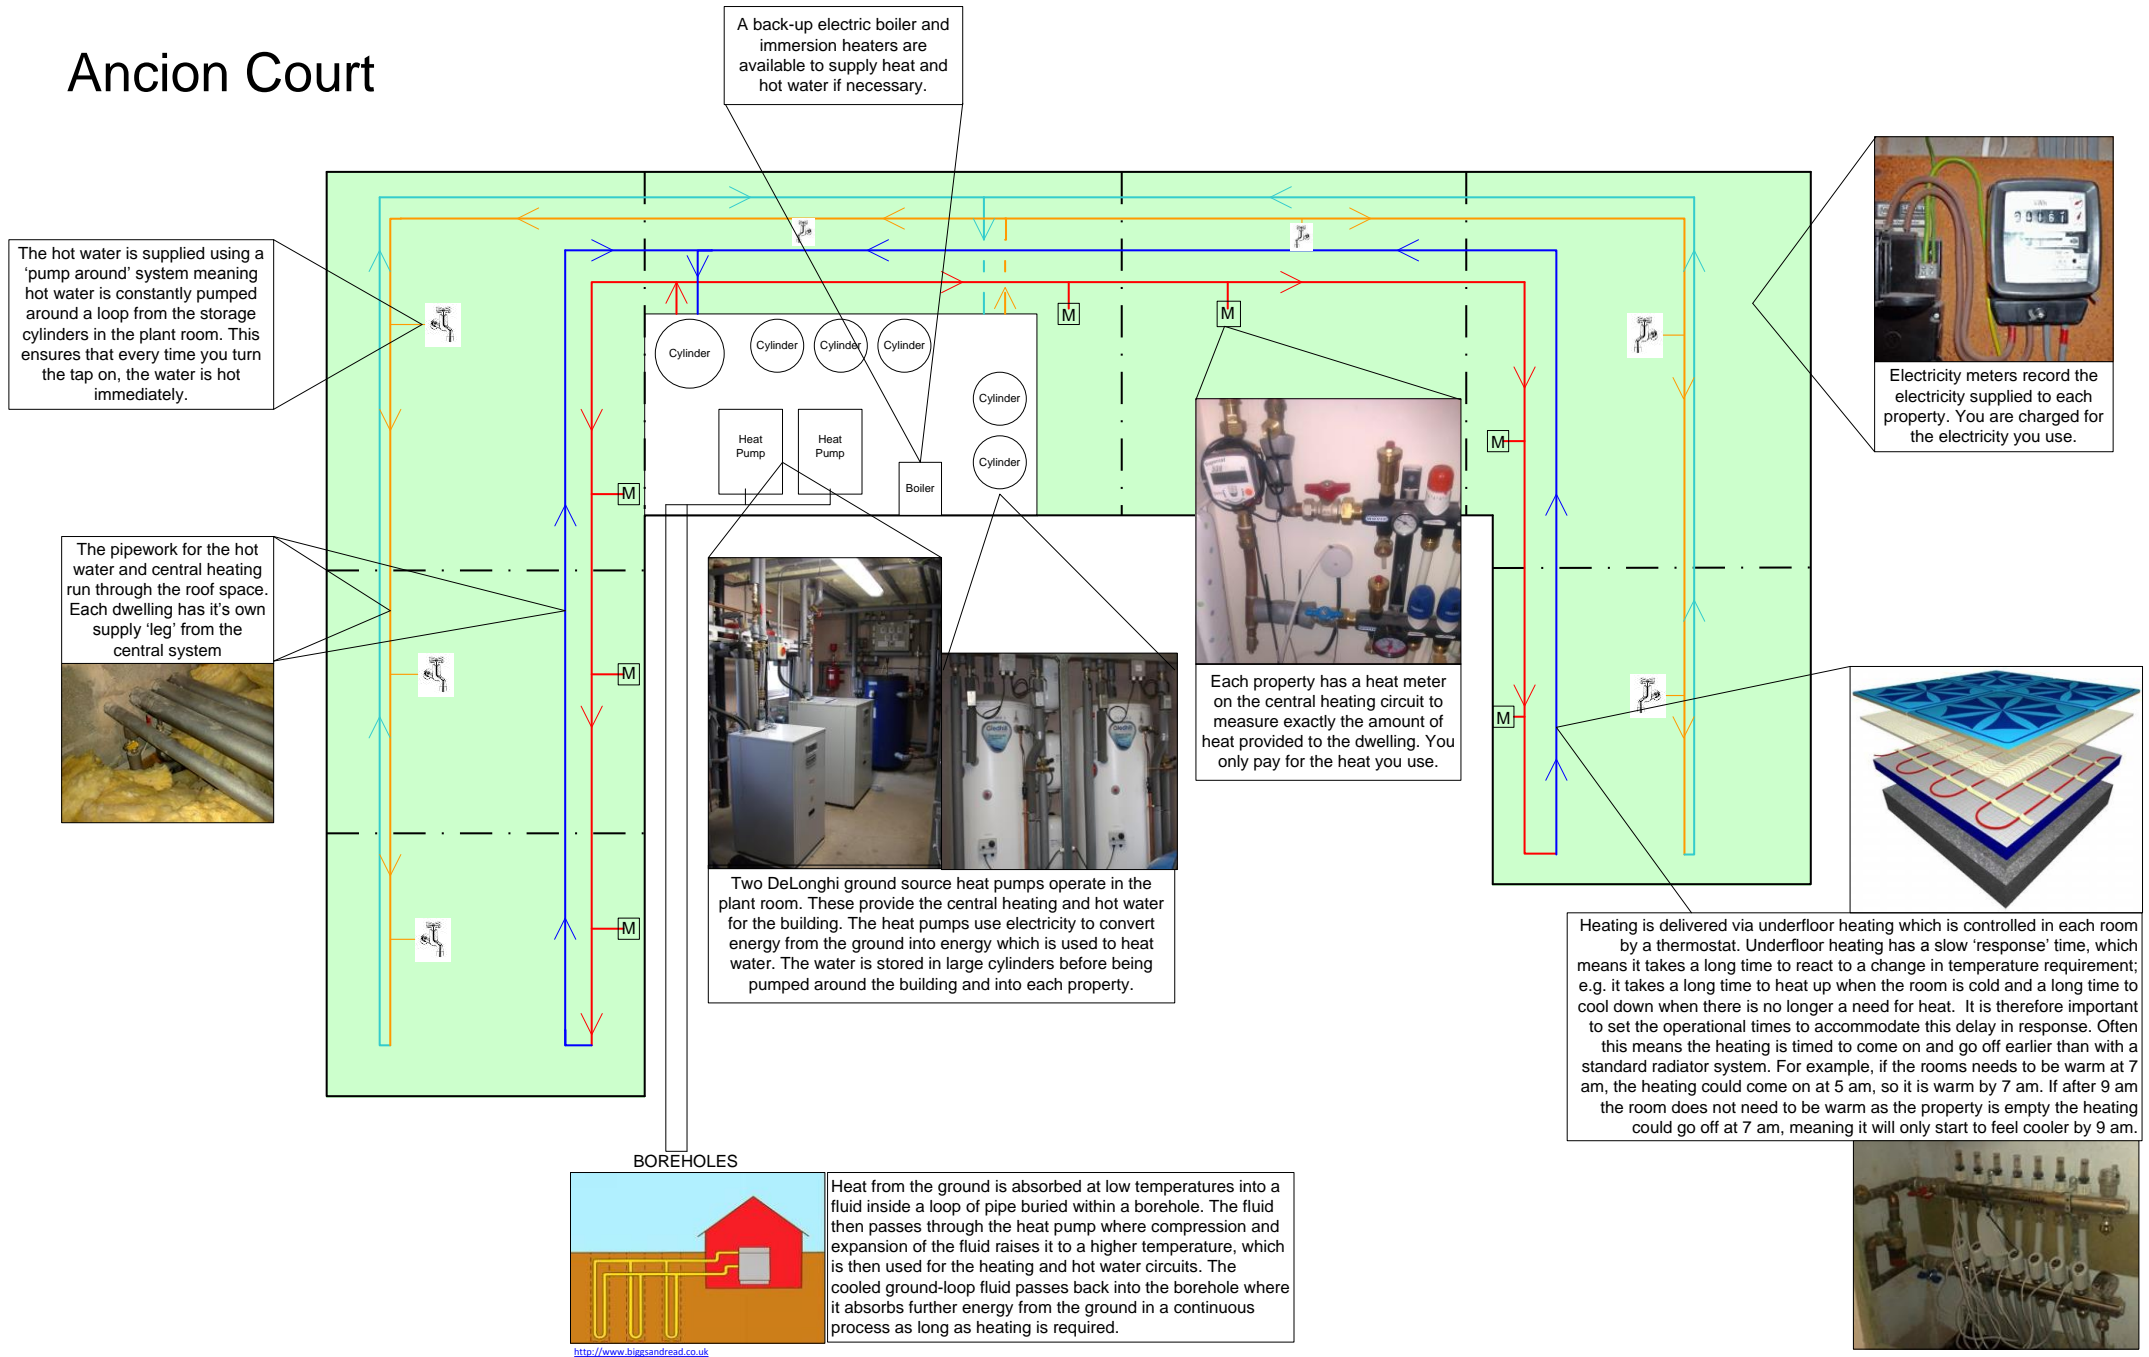 Ancion Court
A back-up electric boiler and
immersion heaters are
available to supply heat and
hot water if necessary.
The hot water is supplied using a
‘pump around’ system meaning
hot water is constantly pumped
around a loop from the storage
cylinders in the plant room. This
ensures that every time you turn
the tap on, the water is hot
immediately.
Electricity meters record the
electricity supplied to each
property. You are charged for
the electricity you use.
M
M
Cylinder
Cylinder
Cylinder
Cylinder
Cylinder
Cylinder
Heat
Pump
Heat
Pump
Boiler
M
M
M
M
M
The pipework for the hot
water and central heating
run through the roof space.
Each dwelling has it’s own
supply ‘leg’ from the
central system
Each property has a heat meter
on the central heating circuit to
measure exactly the amount of
heat provided to the dwelling. You
only pay for the heat you use.
Two DeLonghi ground source heat pumps operate in the
plant room. These provide the central heating and hot water
for the building. The heat pumps use electricity to convert
energy from the ground into energy which is used to heat
water. The water is stored in large cylinders before being
pumped around the building and into each property.
Heating is delivered via underfloor heating which is controlled in each room
by a thermostat. Underfloor heating has a slow ‘response’ time, which
means it takes a long time to react to a change in temperature requirement;
e.g. it takes a long time to heat up when the room is cold and a long time to
cool down when there is no longer a need for heat.  It is therefore important
to set the operational times to accommodate this delay in response. Often
this means the heating is timed to come on and go off earlier than with a
standard radiator system. For example, if the rooms needs to be warm at 7
am, the heating could come on at 5 am, so it is warm by 7 am. If after 9 am
the room does not need to be warm as the property is empty the heating
could go off at 7 am, meaning it will only start to feel cooler by 9 am.
BOREHOLES
Heat from the ground is absorbed at low temperatures into a
fluid inside a loop of pipe buried within a borehole. The fluid
then passes through the heat pump where compression and
expansion of the fluid raises it to a higher temperature, which
is then used for the heating and hot water circuits. The
cooled ground-loop fluid passes back into the borehole where
it absorbs further energy from the ground in a continuous
process as long as heating is required.
http://www.biggsandread.co.uk